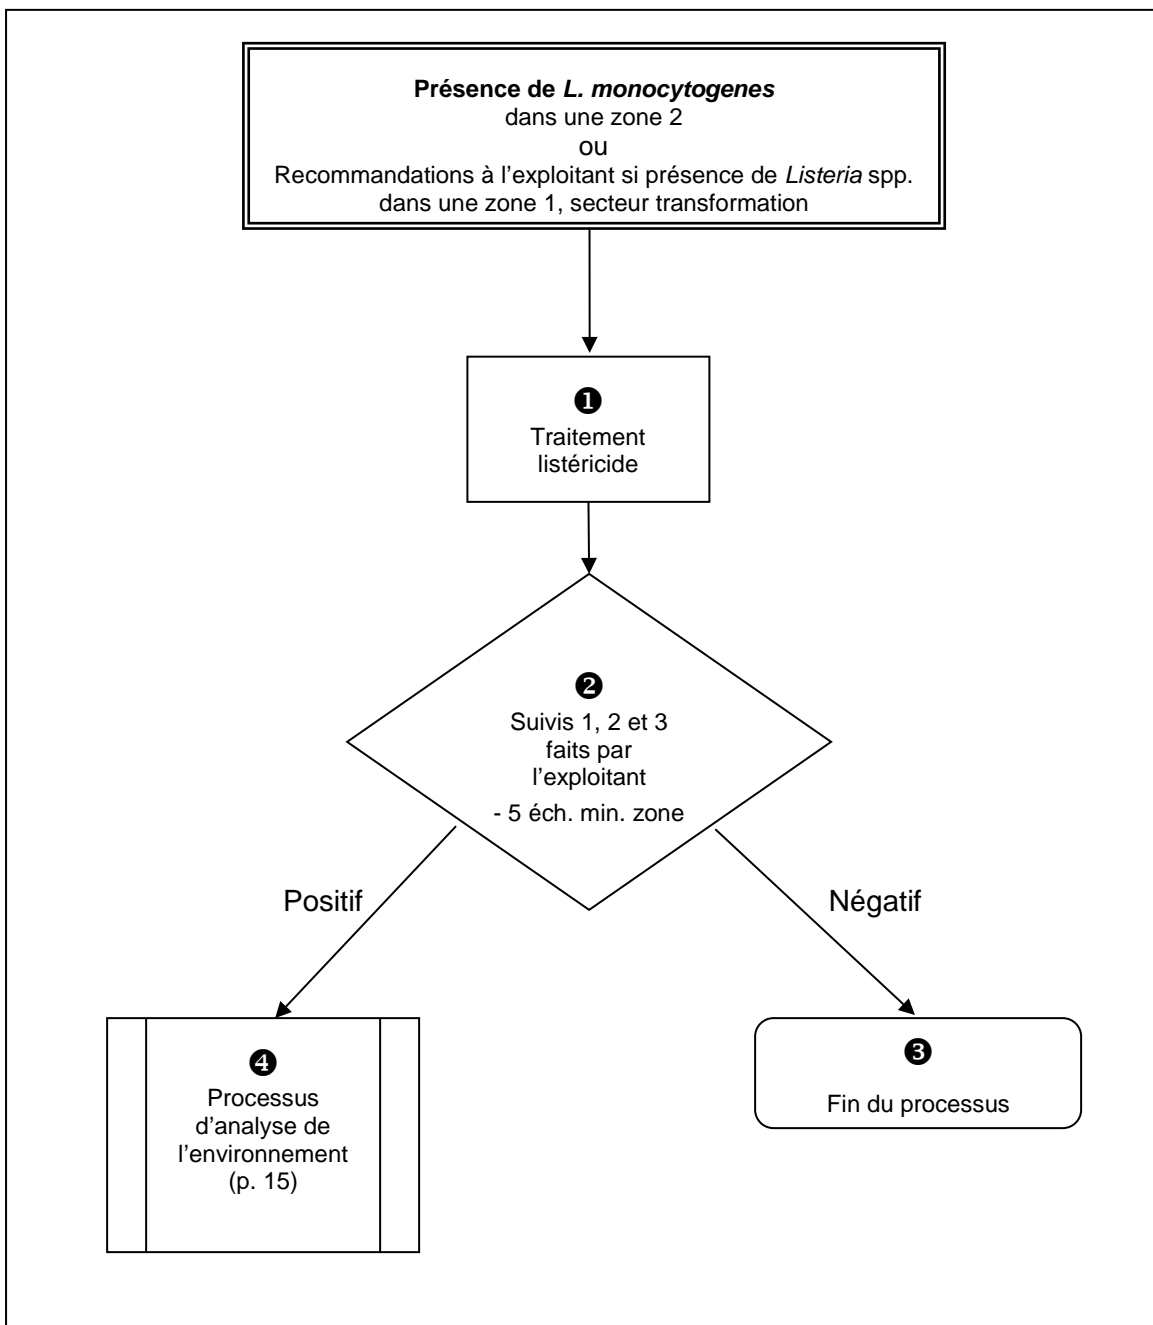 Présence de L. monocytogenes
dans une zone 2
ou
Recommandations à l'exploitant si présence de Listeria spp.
dans une zone 1, secteur transformation
❶
Traitement
listéricide
❷
Suivis 1, 2 et 3
faits par
l'exploitant
- 5 éch. min. zone
Positif
Négatif
❹
Processus
d'analyse de
l'environnement
(p. 15)
❸
Fin du processus